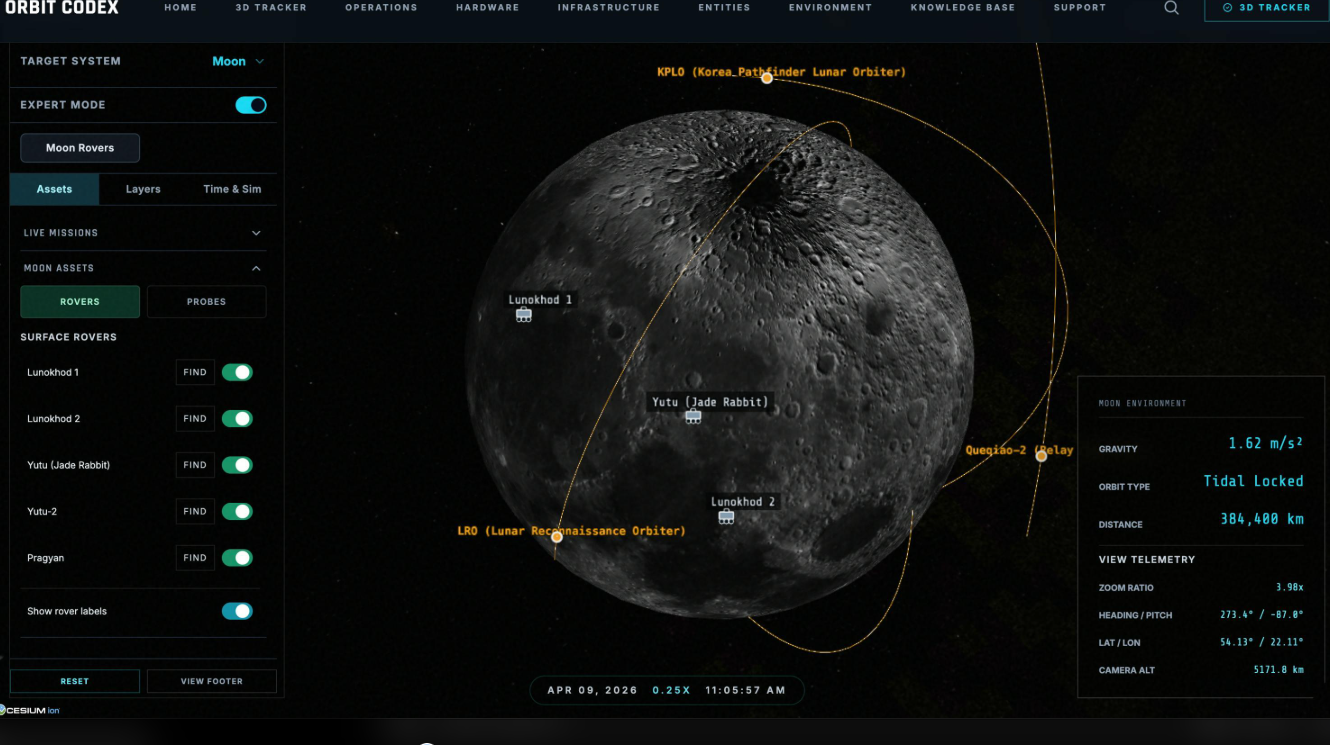 ORBIT CODEX
HOME
3D TRACKER
OPERATIONS
HARDWARE
INFRASTRUCTURE
ENTITIES
ENVIRONMENT
KNOWLEDGE BASE
SUPPORT
3D TRACKER
TARGET SYSTEM
Moon
EXPERT MODE
Moon Rovers
Assets
Layers
Time & Sim
LIVE MISSIONS
MOON ASSETS
ROVERS
PROBES
SURFACE ROVERS
Lunokhod 1
FIND
Lunokhod 2
FIND
Yutu (Jade Rabbit)
FIND
Yutu-2
FIND
Pragyan
FIND
Show rover labels
RESET
VIEW FOOTER
CESIUM ion
KPLO (Korea Pathfinder Lunar Orbiter)
Lunokhod 1
Yutu (Jade Rabbit)
Queqiao-2 (Relay
Lunokhod 2
LRO (Lunar Reconnaissance Orbiter)
APR 09, 2026 0.25X 11:05:57 AM
MOON ENVIRONMENT
GRAVITY 1.62 m/s²
ORBIT TYPE Tidal Locked
DISTANCE 384,400 km
VIEW TELEMETRY
ZOOM RATIO 3.98x
HEADING / PITCH 273.4° / -87.0°
LAT / LON 54.13° / 22.11°
CAMERA ALT 5171.8 km